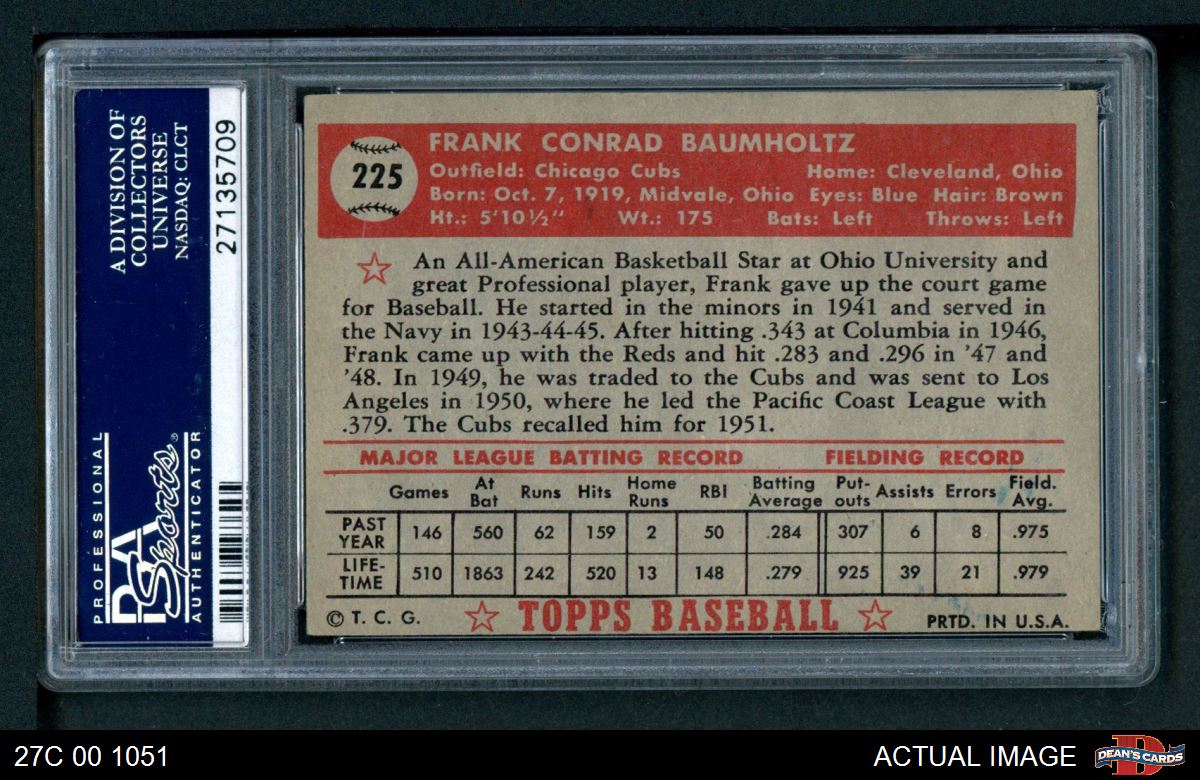 A DIVISION OF
COLLECTORS
UNIVERSE
NASDAQ: CLCT
27135709
PROFESSIONAL
PSA
Sports®
AUTHENTICATOR
225
FRANK CONRAD BAUMHOLTZ
Outfield: Chicago Cubs Home: Cleveland, Ohio
Born: Oct. 7, 1919, Midvale, Ohio Eyes: Blue Hair: Brown
Ht.: 5'10½" Wt.: 175 Bats: Left Throws: Left
An All-American Basketball Star at Ohio University and
great Professional player, Frank gave up the court game
for Baseball. He started in the minors in 1941 and served in
the Navy in 1943-44-45. After hitting .343 at Columbia in 1946,
Frank came up with the Reds and hit .283 and .296 in '47 and
'48. In 1949, he was traded to the Cubs and was sent to Los
Angeles in 1950, where he led the Pacific Coast League with
.379. The Cubs recalled him for 1951.
MAJOR LEAGUE BATTING RECORD FIELDING RECORD
Games At Bat Runs Hits Home Runs RBI Batting Average Put-outs Assists Errors Field. Avg.
PAST YEAR 146 560 62 159 2 50 .284 307 6 8 .975
LIFE-TIME 510 1863 242 520 13 148 .279 925 39 21 .979
© T. C. G. TOPPS BASEBALL PRTD. IN U.S.A.
27C 00 1051 ACTUAL IMAGE DEAN'S CARDS